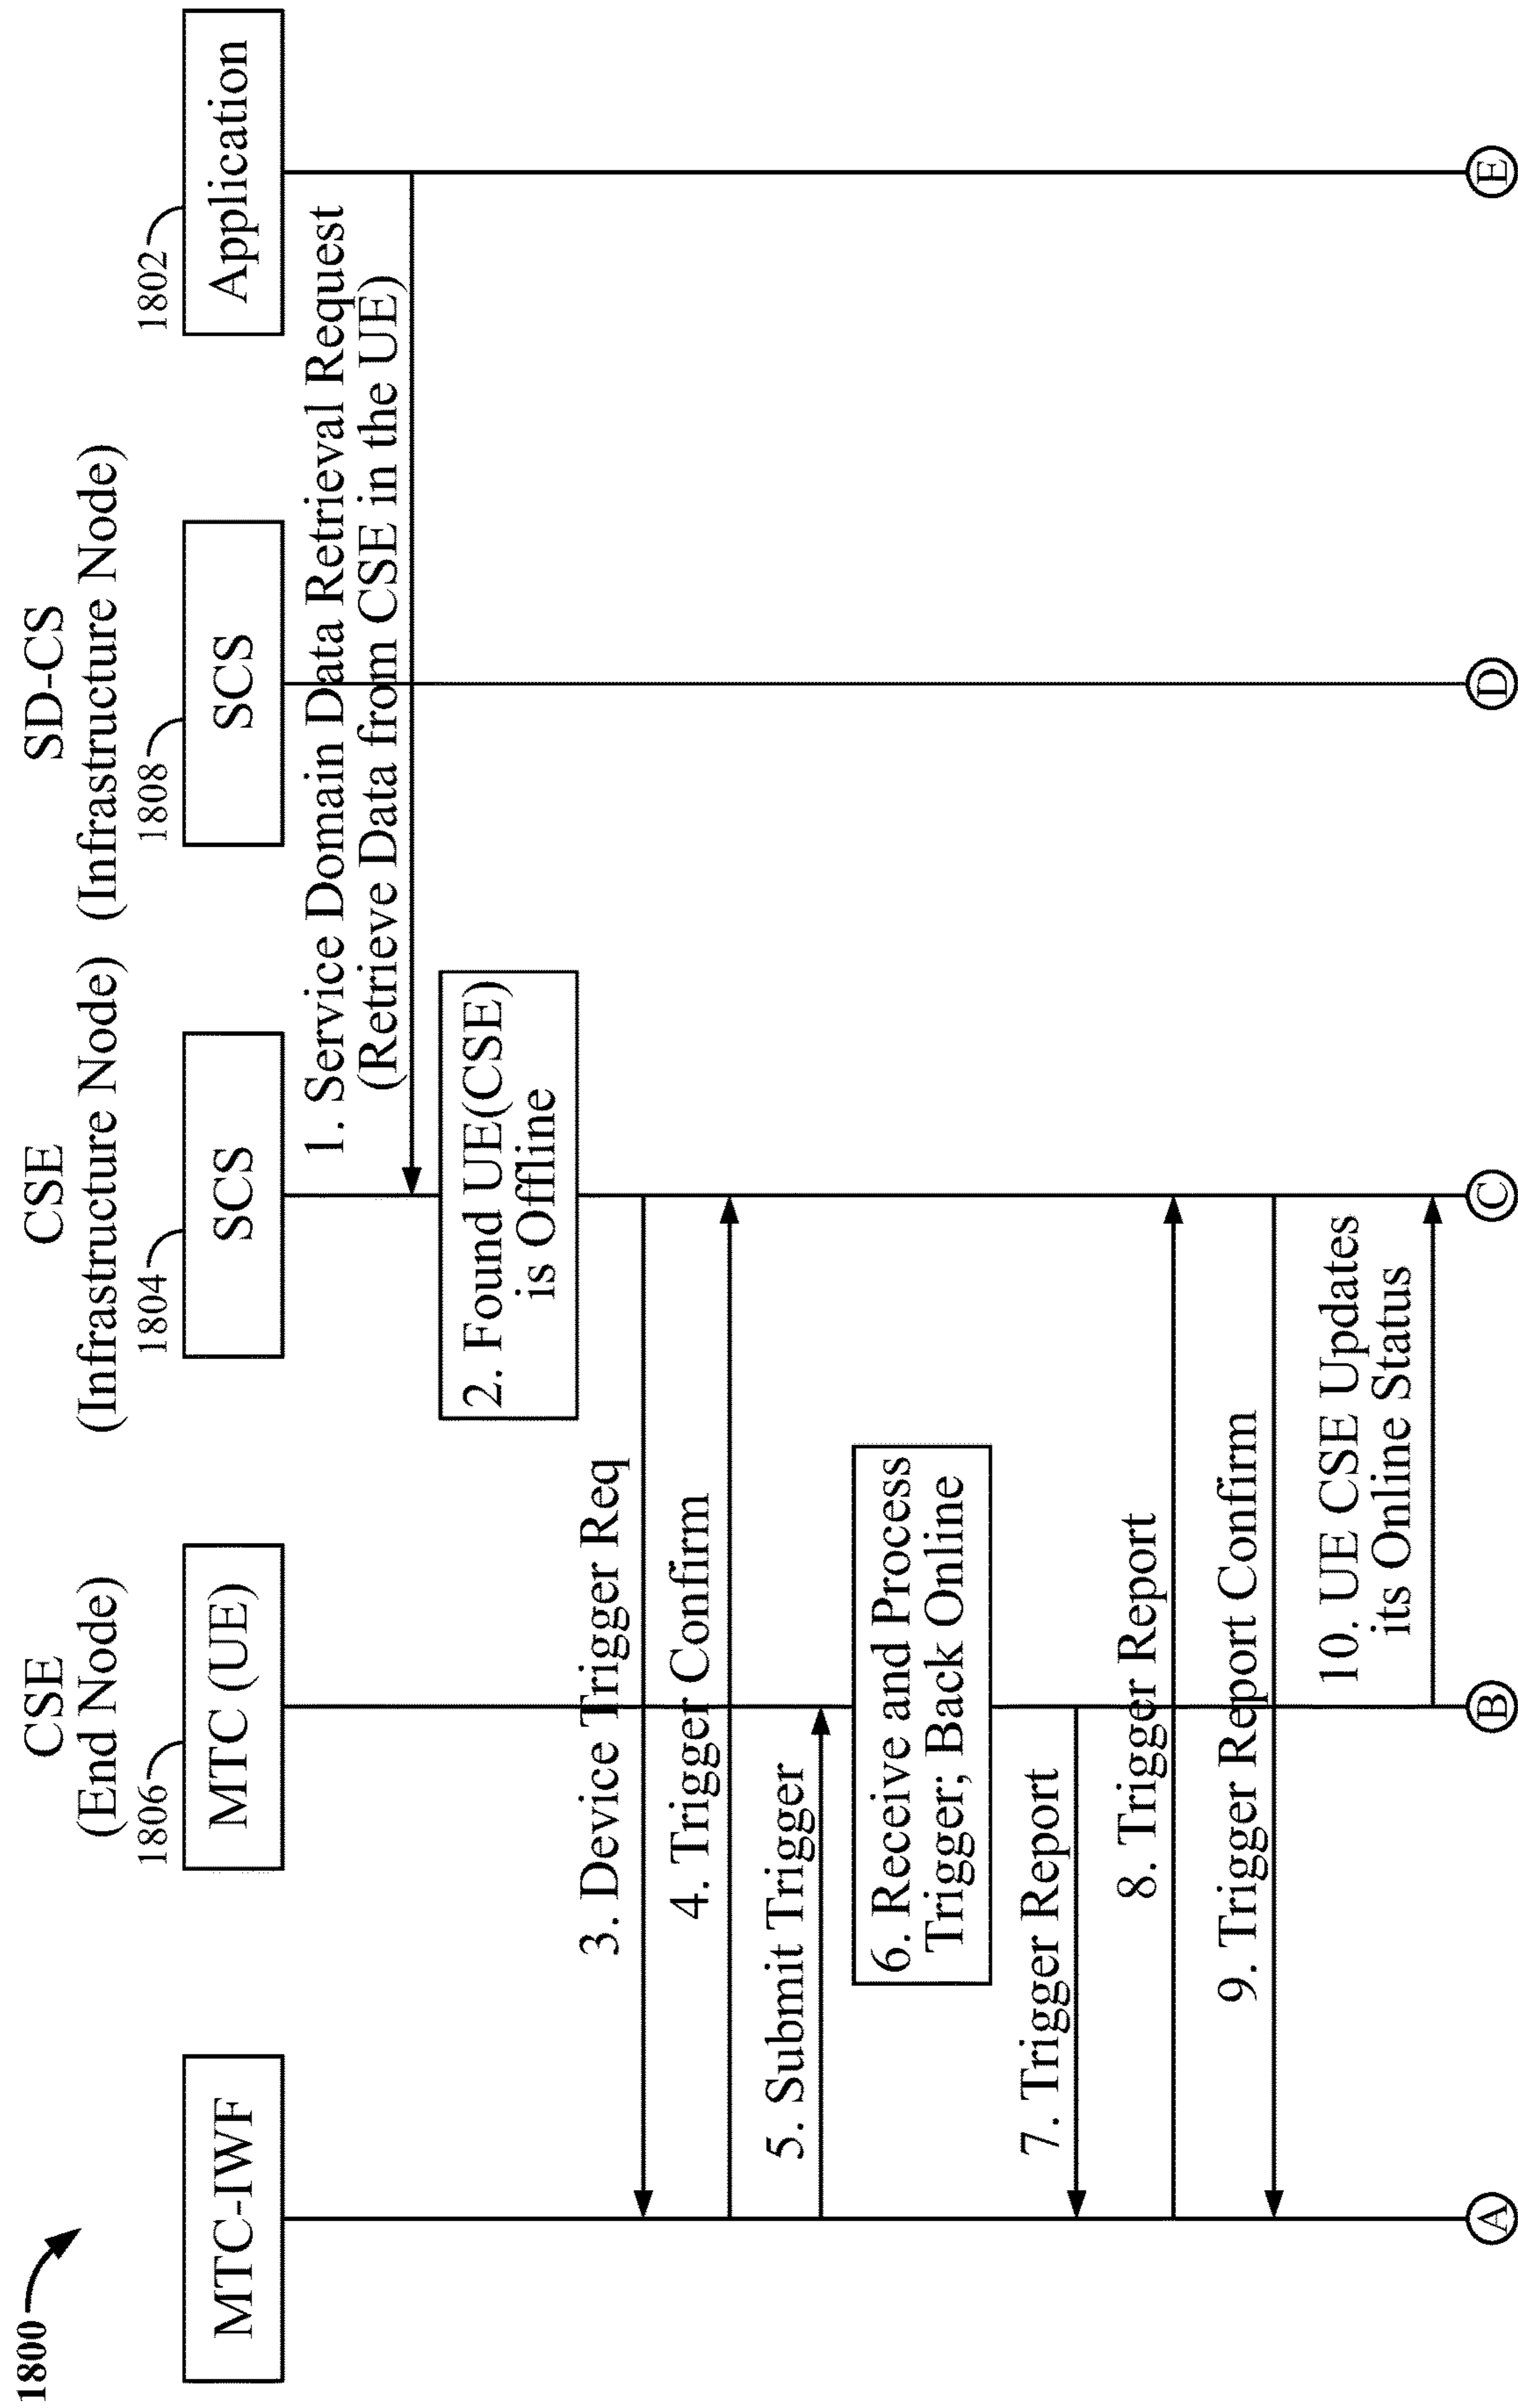 1800
CSE
(End Node)
CSE
(Infrastructure Node)
SD-CS
(Infrastructure Node)
1806
1804
1808
1802
MTC-IWF
MTC (UE)
SCS
SCS
Application
1. Service Domain Data Retrieval Request
(Retrieve Data from CSE in the UE)
2. Found UE(CSE)
is Offline
3. Device Trigger Req
4. Trigger Confirm
5. Submit Trigger
6. Receive and Process
Trigger; Back Online
7. Trigger Report
8. Trigger Report
9. Trigger Report Confirm
10. UE CSE Updates
its Online Status
A
B
C
D
E